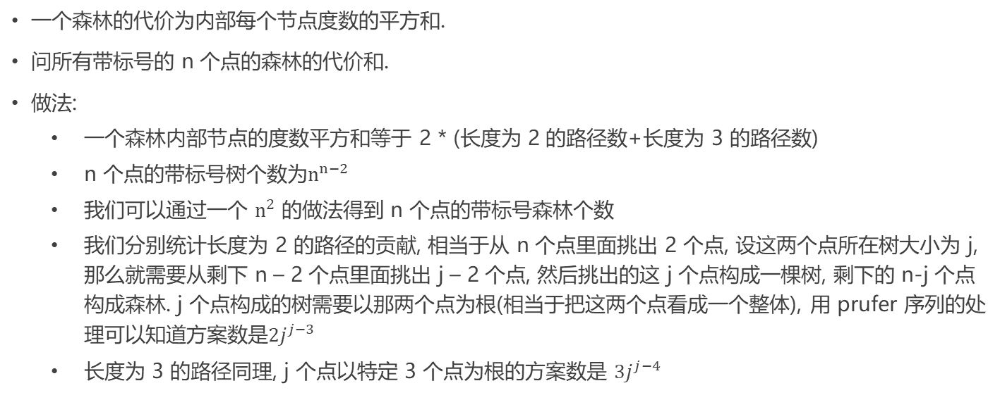 • 一个森林的代价为内部每个节点度数的平方和.
• 问所有带标号的 n 个点的森林的代价和.
• 做法:
• 一个森林内部节点的度数平方和等于 2 * (长度为 2 的路径数+长度为 3 的路径数)
• n 个点的带标号树个数为nⁿ⁻²
• 我们可以通过一个 n² 的做法得到 n 个点的带标号森林个数
• 我们分别统计长度为 2 的路径的贡献, 相当于从 n 个点里面挑出 2 个点, 设这两个点所在树大小为 j,
那么就需要从剩下 n – 2 个点里面挑出 j – 2 个点, 然后挑出的这 j 个点构成一棵树, 剩下的 n-j 个点
构成森林. j 个点构成的树需要以那两个点为根(相当于把这两个点看成一个整体), 用 prufer 序列的处
理可以知道方案数是2jʲ⁻³
• 长度为 3 的路径同理, j 个点以特定 3 个点为根的方案数是 3jʲ⁻⁴